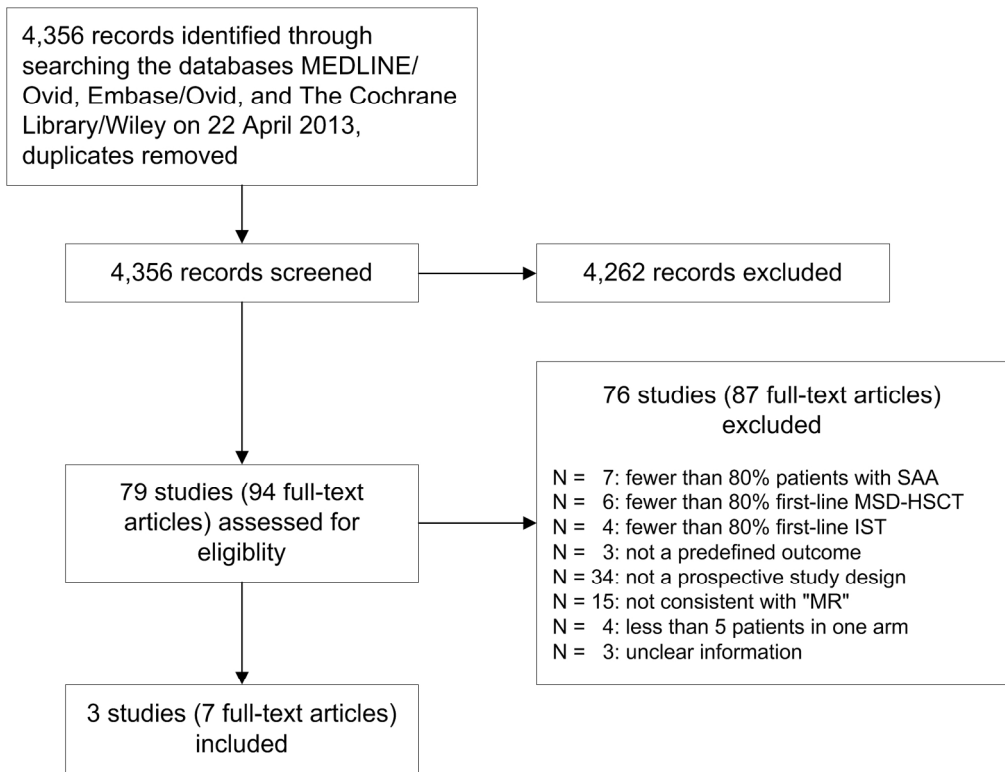 4,356 records identified through
searching the databases MEDLINE/
Ovid, Embase/Ovid, and The Cochrane
Library/Wiley on 22 April 2013,
duplicates removed
4,356 records screened
4,262 records excluded
76 studies (87 full-text articles)
excluded
N = 7: fewer than 80% patients with SAA
N = 6: fewer than 80% first-line MSD-HSCT
N = 4: fewer than 80% first-line IST
N = 3: not a predefined outcome
N = 34: not a prospective study design
N = 15: not consistent with "MR"
N = 4: less than 5 patients in one arm
N = 3: unclear information
79 studies (94 full-text
articles) assessed for
eligiblity
3 studies (7 full-text articles)
included